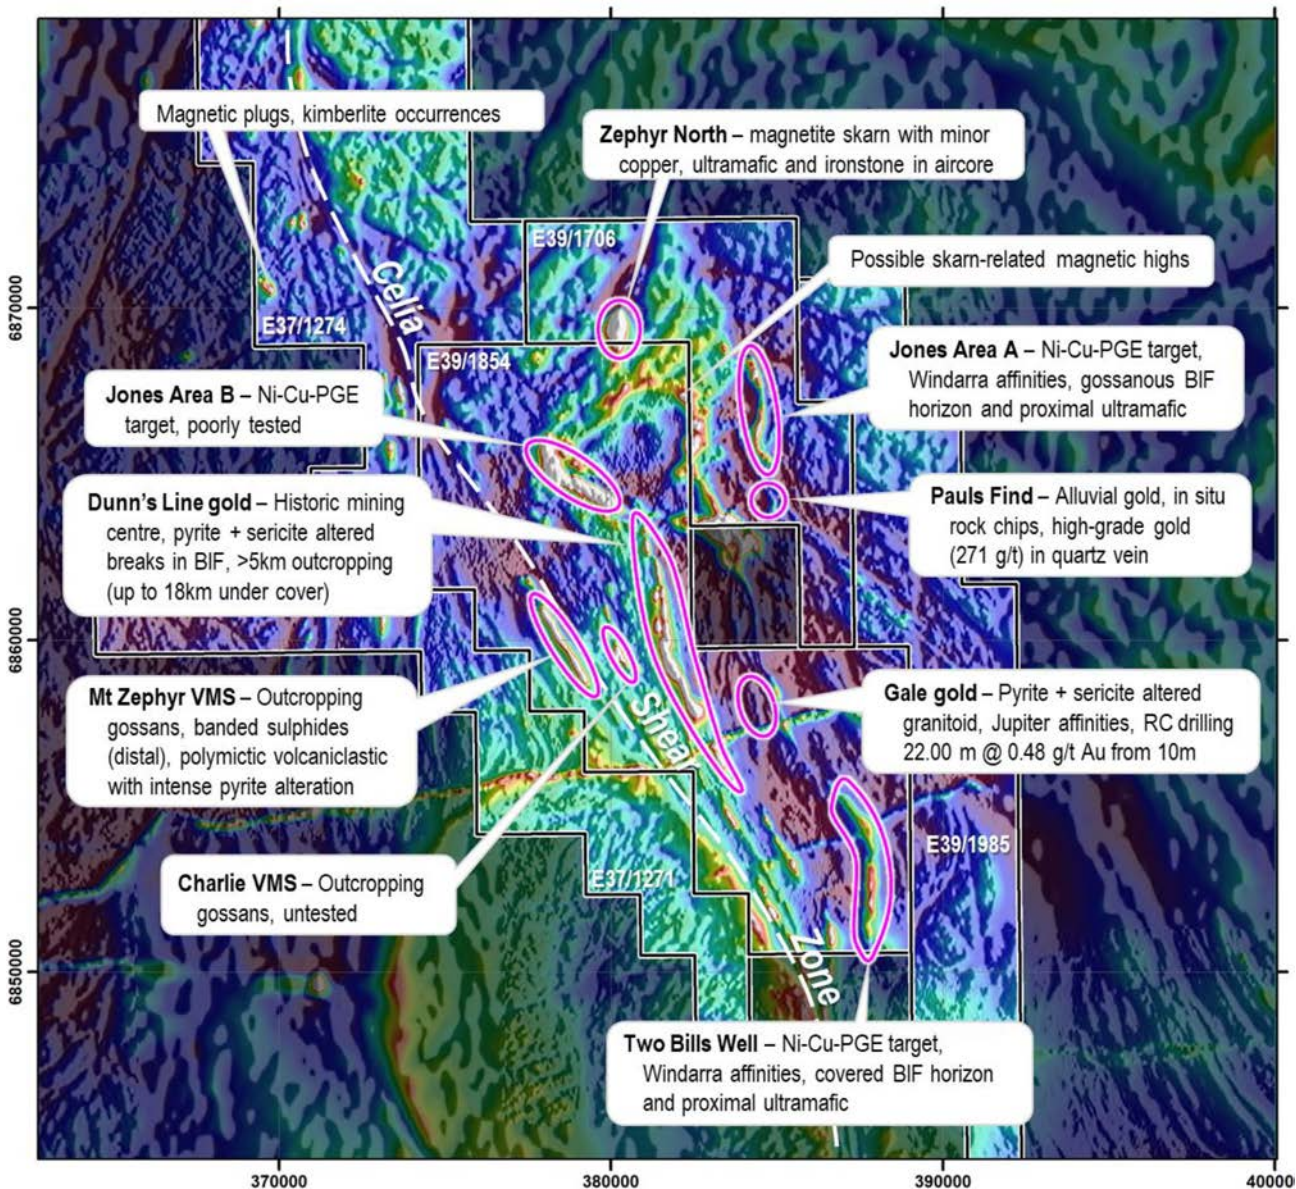 Magnetic plugs, kimberlite occurrences
Zephyr North – magnetite skarn with minor
copper, ultramafic and ironstone in aircore
E39/1706
Possible skarn-related magnetic highs
Celia
6870000
E37/1274
E39/1854
Jones Area A – Ni-Cu-PGE target,
Windarra affinities, gossanous BIF
horizon and proximal ultramafic
Jones Area B – Ni-Cu-PGE
target, poorly tested
Dunn's Line gold – Historic mining
centre, pyrite + sericite altered
breaks in BIF, >5km outcropping
(up to 18km under cover)
Pauls Find – Alluvial gold, in situ
rock chips, high-grade gold
(271 g/t) in quartz vein
6860000
Mt Zephyr VMS – Outcropping
gossans, banded sulphides
(distal), polymictic volcaniclastic
with intense pyrite alteration
Shear
Gale gold – Pyrite + sericite altered
granitoid, Jupiter affinities, RC drilling
22.00 m @ 0.48 g/t Au from 10m
E39/1985
Charlie VMS – Outcropping
gossans, untested
E37/1271
Zone
6850000
Two Bills Well – Ni-Cu-PGE target,
Windarra affinities, covered BIF horizon
and proximal ultramafic
370000
380000
390000
40000